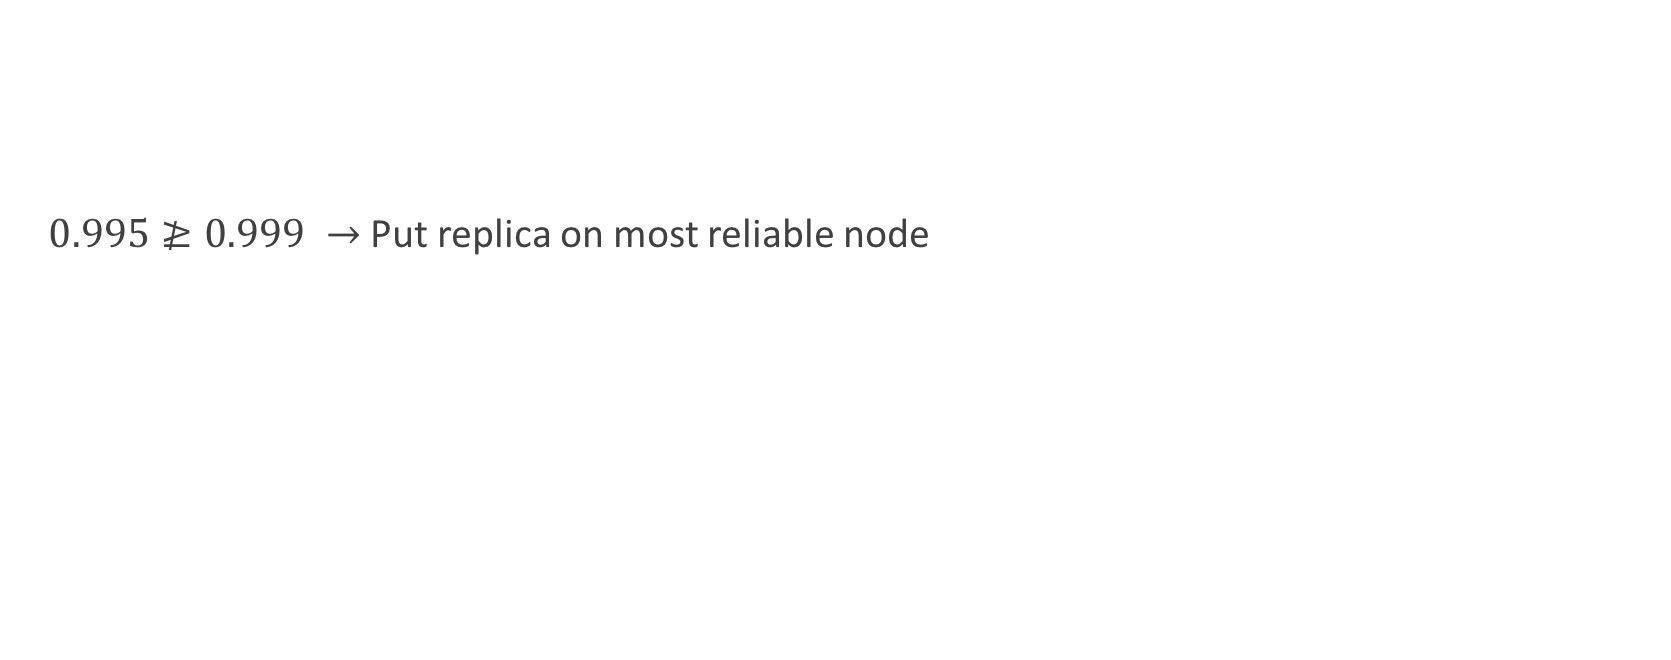 0.995 ≱ 0.999 → Put replica on most reliable node